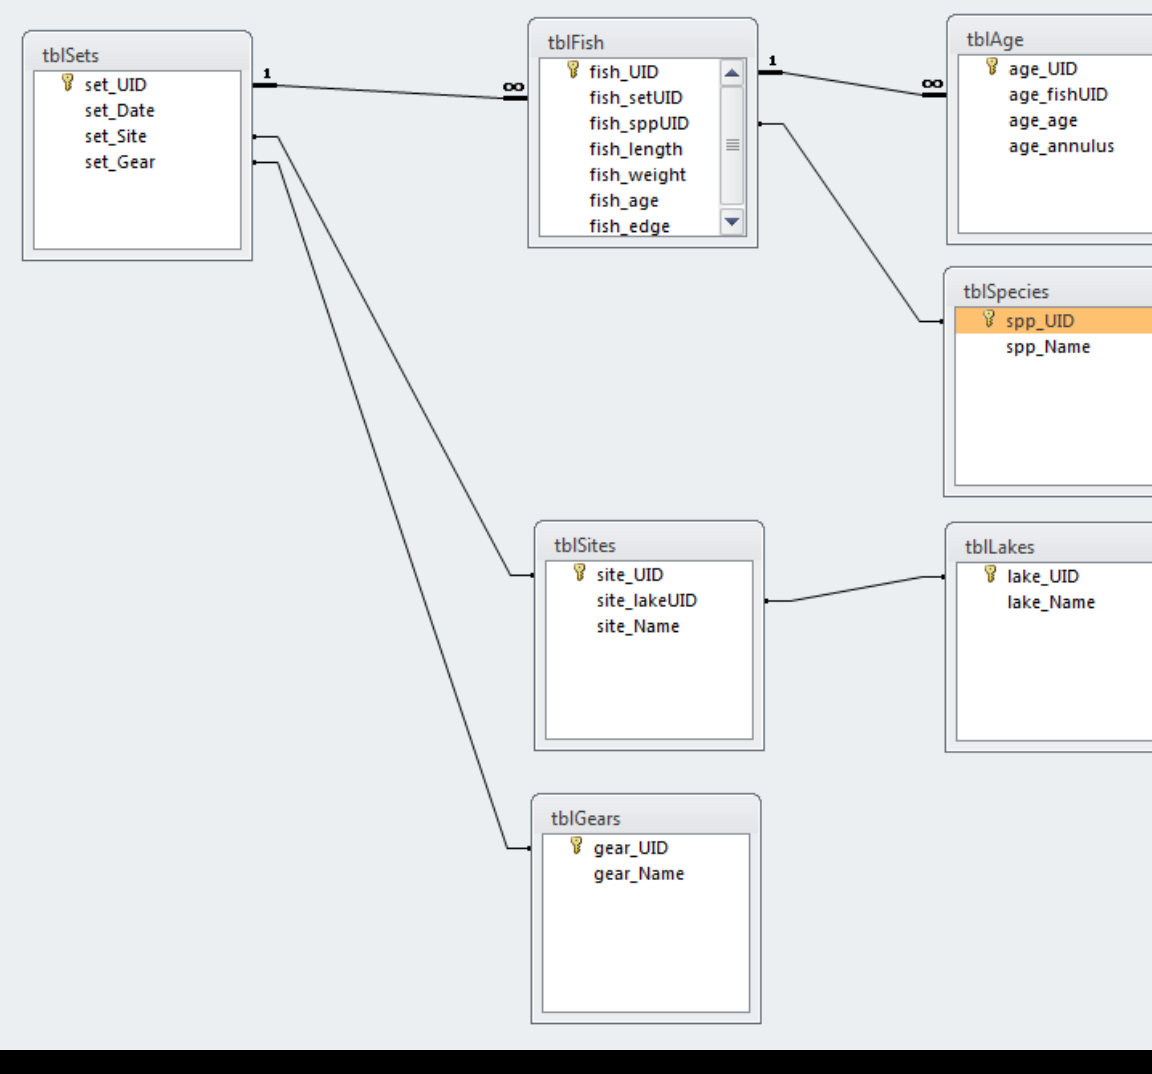 tblSets
set_UID
set_Date
set_Site
set_Gear
1
∞
tblFish
fish_UID
fish_setUID
fish_sppUID
fish_length
fish_weight
fish_age
fish_edge
1
∞
tblAge
age_UID
age_fishUID
age_age
age_annulus
tblSpecies
spp_UID
spp_Name
tblSites
site_UID
site_lakeUID
site_Name
tblLakes
lake_UID
lake_Name
tblGears
gear_UID
gear_Name